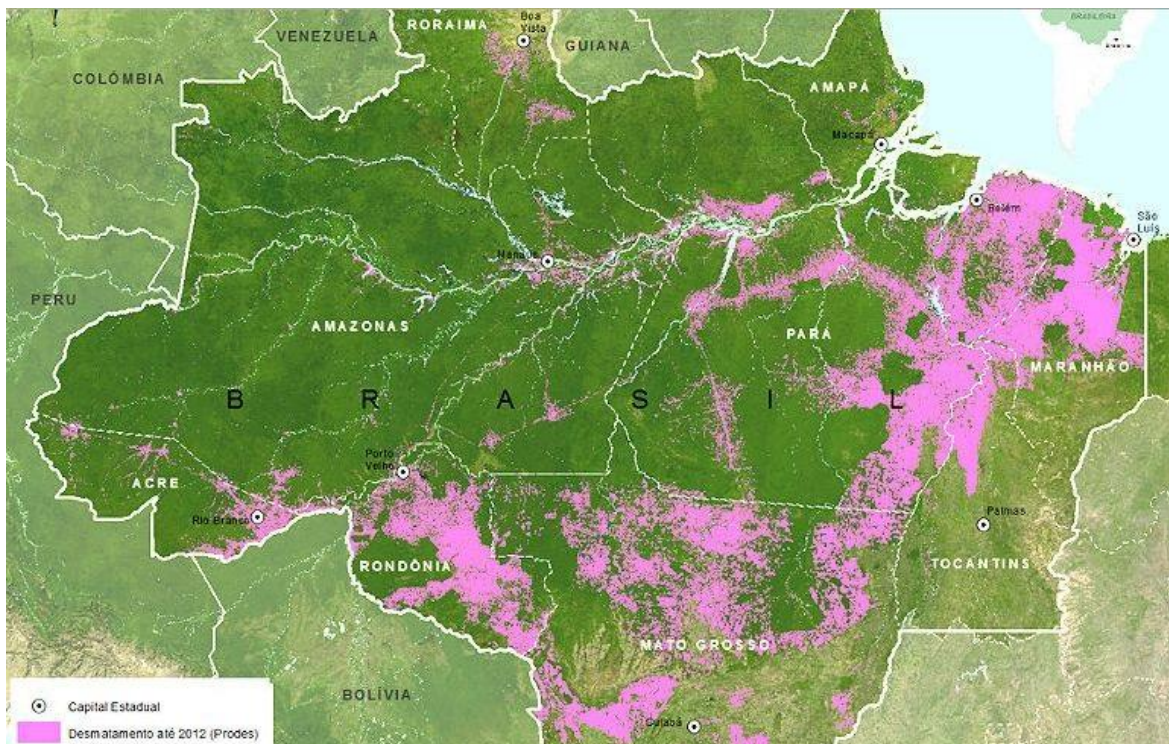 BRASILEIRA
RORAIMA
Boa
Vista
VENEZUELA
GUIANA
COLÔMBIA
AMAPÁ
Macapá
Belém
São
Luís
Manaus
PERU
AMAZONAS
PARÁ
MARANHÃO
B R A S I L
Porto
Velho
ACRE
Rio Branco
Palmas
RONDÔNIA
TOCANTINS
MATO GROSSO
BOLÍVIA
Cuiabá
Capital Estadual
Desmatamento até 2012 (Prodes)